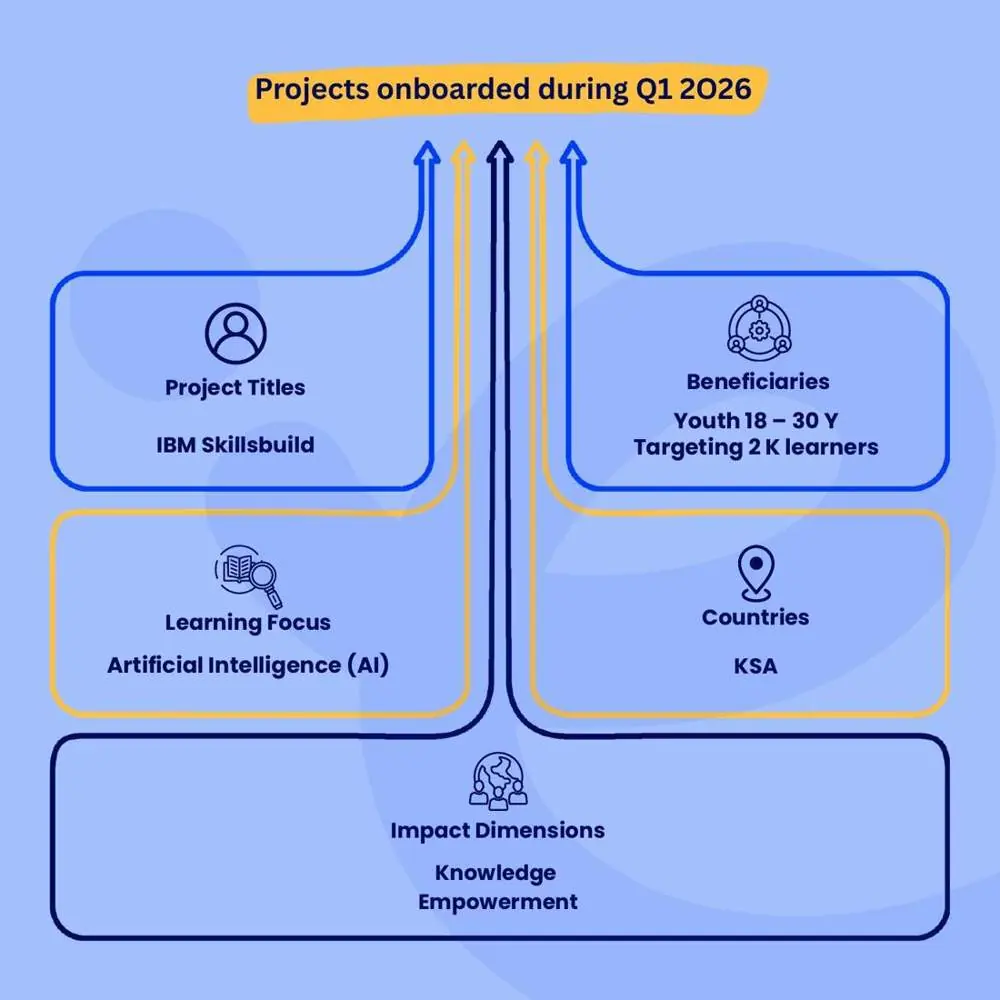 Projects onboarded during Q1 2026
Project Titles
IBM Skillsbuild
Beneficiaries
Youth 18 – 30 Y
Targeting 2 K learners
Learning Focus
Artificial Intelligence (AI)
Countries
KSA
Impact Dimensions
Knowledge
Empowerment